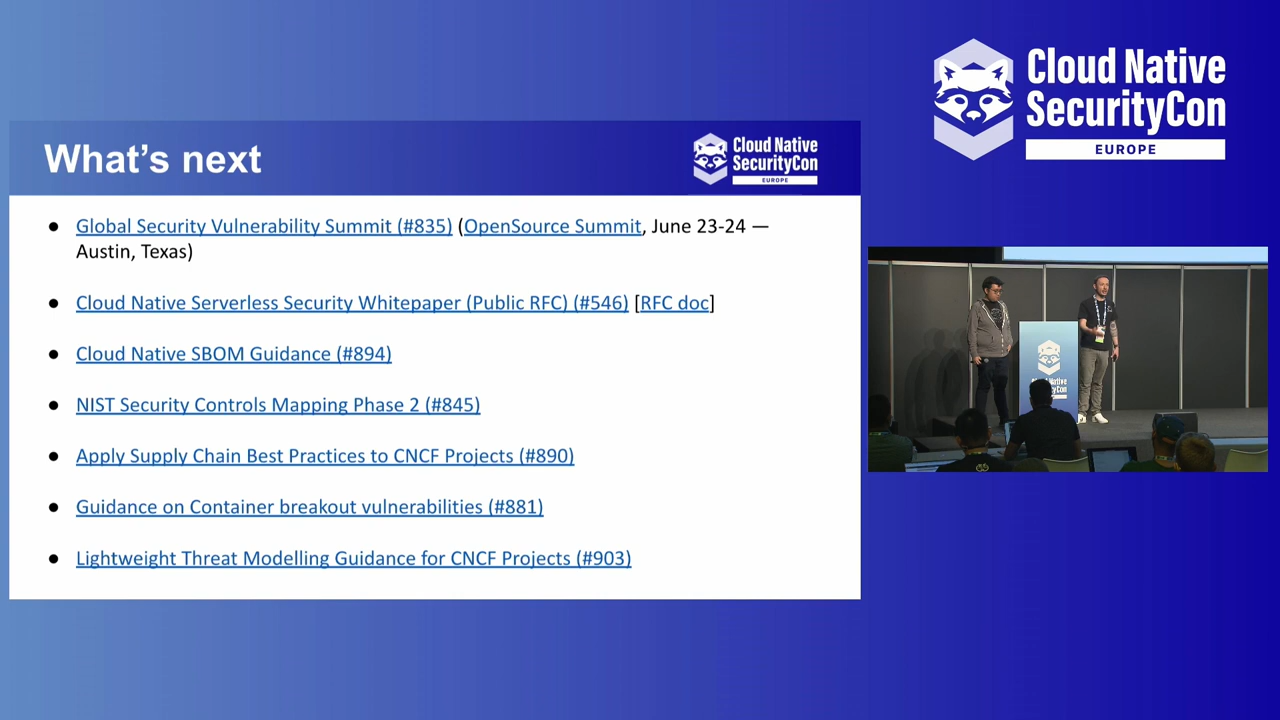 What's next
Cloud Native
SecurityCon
EUROPE
● Global Security Vulnerability Summit (#835) (OpenSource Summit, June 23-24 —
Austin, Texas)
● Cloud Native Serverless Security Whitepaper (Public RFC) (#546) [RFC doc]
● Cloud Native SBOM Guidance (#894)
● NIST Security Controls Mapping Phase 2 (#845)
● Apply Supply Chain Best Practices to CNCF Projects (#890)
● Guidance on Container breakout vulnerabilities (#881)
● Lightweight Threat Modelling Guidance for CNCF Projects (#903)
Cloud Native
SecurityCon
EUROPE